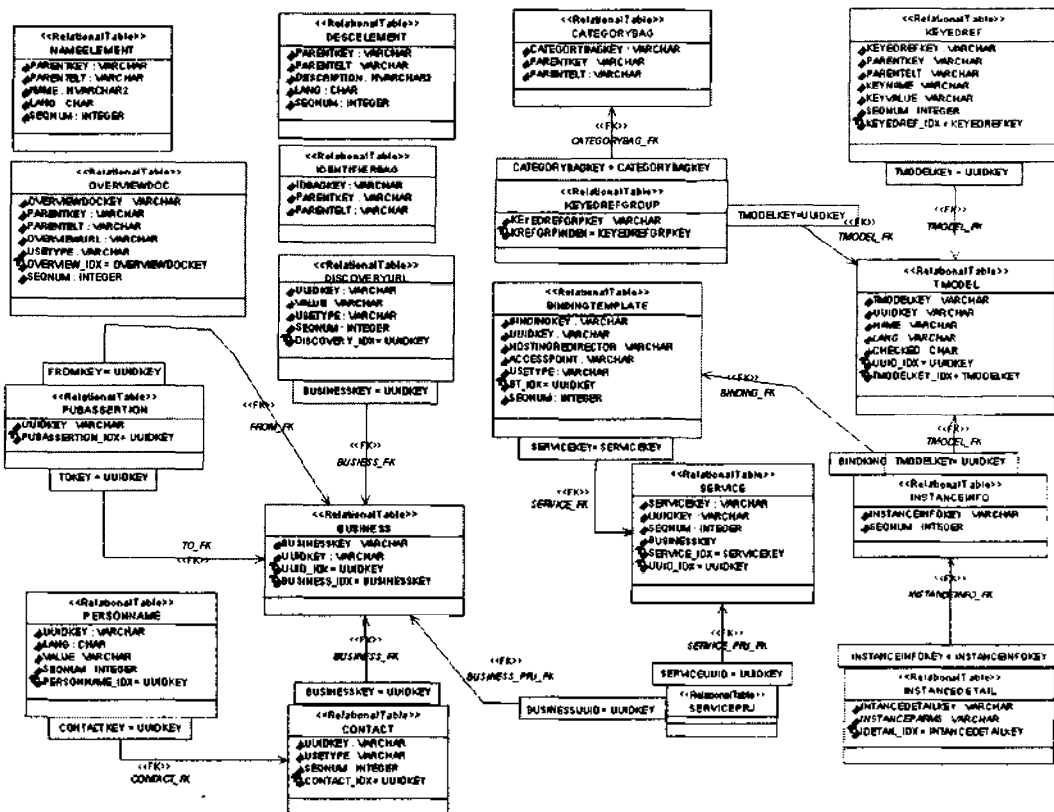 <<RelationalTable>>
NAMEELEMENT
PARENTKEY : VARCHAR
PARENTELT : VARCHAR
NAME : NVARCHAR2
LANG : CHAR
SEQNUM : INTEGER
<<RelationalTable>>
DESCELEMENT
PARENTKEY : VARCHAR
PARENTELT : VARCHAR
DESCRIPTION : NVARCHAR2
LANG : CHAR
SEQNUM : INTEGER
<<RelationalTable>>
CATEGORYBAG
CATEGORTBAGKEY : VARCHAR
PARENTKEY : VARCHAR
PARENTELT : VARCHAR
<<RelationalTable>>
KEYEDREF
KEYEDREFKEY : VARCHAR
PARENTKEY : VARCHAR
PARENTELT VARCHAR
KEYNAME : VARCHAR
KEYVALUE : VARCHAR
SEQNUM INTEGER
KEYEDREF_IDX = KEYEDREFKEY
<<FK>>
CATEGORYBAG_FK
CATEGORYBAGKEY = CATEGORYBAGKEY
TMODELKEY = UUIDKEY
<<FK>>
TMODEL_FK
<<RelationalTable>>
OVERVIEWDOC
OVERVIEWDOCKEY VARCHAR
PARENTKEY : VARCHAR
PARENTELT : VARCHAR
OVERVIEWURL : VARCHAR
USETYPE : VARCHAR
OVERVIEW_IDX = OVERVIEWDOCKET
SEQNUM : INTEGER
<<RelationalTable>>
IDENTIFIERBAG
IDBAGKEY : VARCHAR
PARENTKEY : VARCHAR
PARENTELT : VARCHAR
<<RelationalTable>>
KEYEDREFGROUP
KEYEDREFGRPKEY VARCHAR
KREFGRPINDEX = KEYEDREFGRPKEY
TMODELKEY=UUIDKEY
<<FK>>
TMODEL_FK
<<RelationalTable>>
DISCOVERYURL
UUIDKEY : VARCHAR
VALUE : VARCHAR
USETYPE : VARCHAR
SEQNUM : INTEGER
DISCOVERY_IDX = UUIDKEY
BUSINESSKEY = UUIDKEY
<<FK>>
BUSIESS_FK
<<RelationalTable>>
BINDINGTEMPLATE
BINDINGKEY : VARCHAR
UUIDKEY : VARCHAR
HOSTINGREDIRECTOR VARCHAR
ACCESSPOINT : VARCHAR
USETYPE : VARCHAR
BT_IDX = UUIDKEY
SEQNUM : INTEGER
SERVICEKEY= SERVICEKEY
<<FK>>
SERVICE_FK
<<FK>>
BINDING_FK
<<RelationalTable>>
TMODEL
TMODELKEY : VARCHAR
UUIDKEY : VARCHAR
NAME : VARCHAR
LANG : VARCHAR
CHECKED CHAR
UUID_IDX = UUIDKEY
TMODELKET_IDX = TMODELKET
<<FK>>
TMODEL_FK
FROMKEY = UUIDKEY
<<RelationalTable>>
PUBASSERTION
UUIDKEY : VARCHAR
PUBASSERTION_IDX = UUIDKEY
TOKEY = UUIDKEY
<<FK>>
FROM_FK
TO_FK
<<FK>>
<<RelationalTable>>
BUSINESS
BUSINESSKEY VARCHAR
UUIDKEY : VARCHAR
UUID_IDX = UUIDKEY
BUSINESS_IDX = BUSINESSKEY
<<RelationalTable>>
SERVICE
SERVICEKEY : VARCHAR
UUIDKEY : VARCHAR
SEQNUM : INTEGER
BUSINESSKEY
SERVICE_IDX = SERVICEKEY
UUID_IDX = UUIDKEY
TMODELKEY= UUIDKEY
<<RelationalTable>>
INSTANCEINFO
INSTANCEINFOKEY : VARCHAR
SEQNUM : INTEGER
<<FK>>
INSTANCEINFO_FK
<<RelationalTable>>
PERSONNAME
UUIDKEY : VARCHAR
LANG : CHAR
VALUE : VARCHAR
SEQNUM : INTEGER
PERSONNAME_IDX = UUIDKEY
CONTACTKEY = UUIDKEY
<<FK>>
CONTACT_FK
<<FK>>
BUSINESS_FK
BUSINESSKEY = UUIDKEY
<<RelationalTable>>
CONTACT
UUIDKEY : VARCHAR
USETYPE : VARCHAR
SEQNUM INTEGER
CONTACT_IDX = UUIDKEY
<<FK>>
BUSINESS_PRJ_FK
BUSINESSUUID = UUIDKEY
<<FK>>
SERVICE_PRJ_FK
SERVICEUUID = UUIDKEY
<<RelationalTable>>
SERVICEPRJ
INSTANCEINFOKEY = INSTANCEINFOKEY
<<RelationalTable>>
INSTANCEDETAIL
INTANCEDETAILKEY : VARCHAR
INSTANCEPARMS : VARCHAR
IDETAIL_IDX = INTANCEDETAILKEY